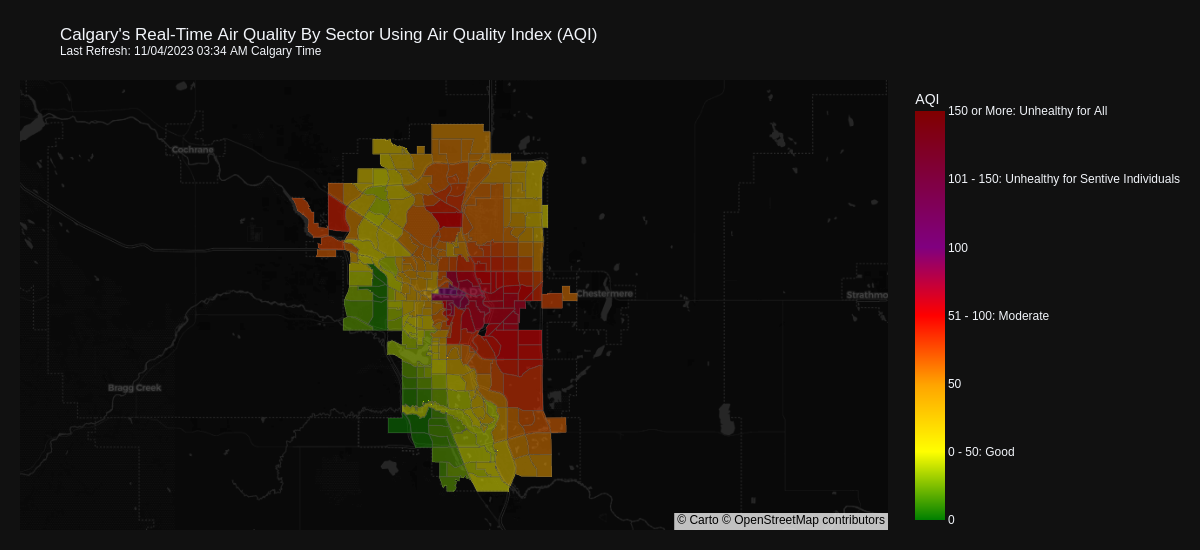 Calgary's Real-Time Air Quality By Sector Using Air Quality Index (AQI)
Last Refresh: 11/04/2023 03:34 AM Calgary Time
AQI
150 or More: Unhealthy for All
101 - 150: Unhealthy for Sentive Individuals
100
51 - 100: Moderate
50
0 - 50: Good
0
Cochrane
Chestermere
Strathmo
Bragg Creek
© Carto © OpenStreetMap contributors